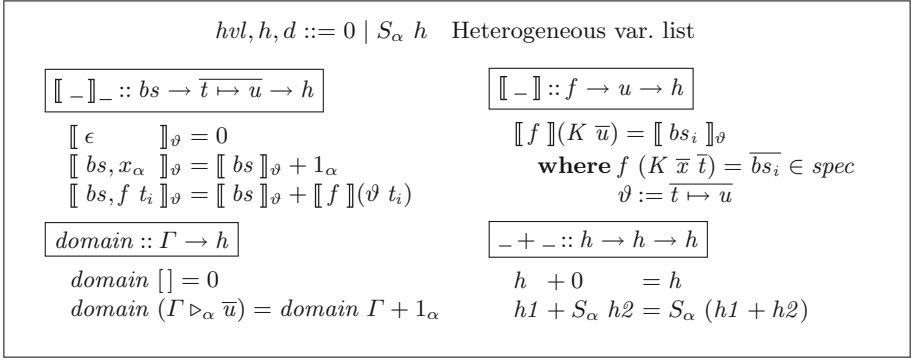 hvl, h, d ::= 0 | S_α h Heterogeneous var. list
⟦ _ ⟧_ :: bs → \overline{t ↦ u} → h
⟦ ϵ ⟧_ϑ = 0
⟦ bs, x_α ⟧_ϑ = ⟦ bs ⟧_ϑ + 1_α
⟦ bs, f t_i ⟧_ϑ = ⟦ bs ⟧_ϑ + ⟦ f ⟧(ϑ t_i)
⟦ _ ⟧ :: f → u → h
⟦ f ⟧(K \overline{u}) = ⟦ bs_i ⟧_ϑ
where f (K \overline{x} \overline{t}) = \overline{bs_i} ∈ spec
ϑ := \overline{t ↦ u}
domain :: Γ → h
domain [] = 0
domain (Γ ▷_α \overline{u}) = domain Γ + 1_α
_ + _ :: h → h → h
h + 0 = h
h1 + S_α h2 = S_α (h1 + h2)